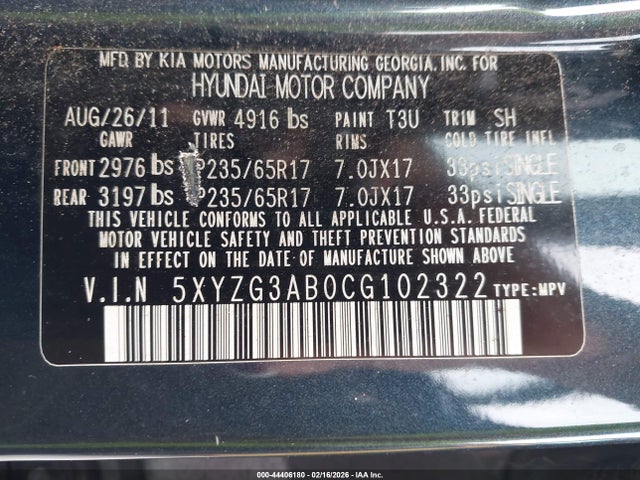 MFD. BY KIA MOTORS MANUFACTURING GEORGIA, INC. FOR
HYUNDAI MOTOR COMPANY
AUG/26/11 GVWR 4916 lbs PAINT T3U TRIM SH
GAWR TIRES RIMS COLD TIRE INFL
FRONT 2976 lbs P235/65R17 7.0JX17 33psi SINGLE
REAR 3197 lbs P235/65R17 7.0JX17 33psi SINGLE
THIS VEHICLE CONFORMS TO ALL APPLICABLE U.S.A. FEDERAL
MOTOR VEHICLE SAFETY AND THEFT PREVENTION STANDARDS
IN EFFECT ON THE DATE OF MANUFACTURE SHOWN ABOVE
V.I.N 5XYZG3AB0CG102322 TYPE:MPV
000-44406180 - 02/16/2026 - IAA Inc.